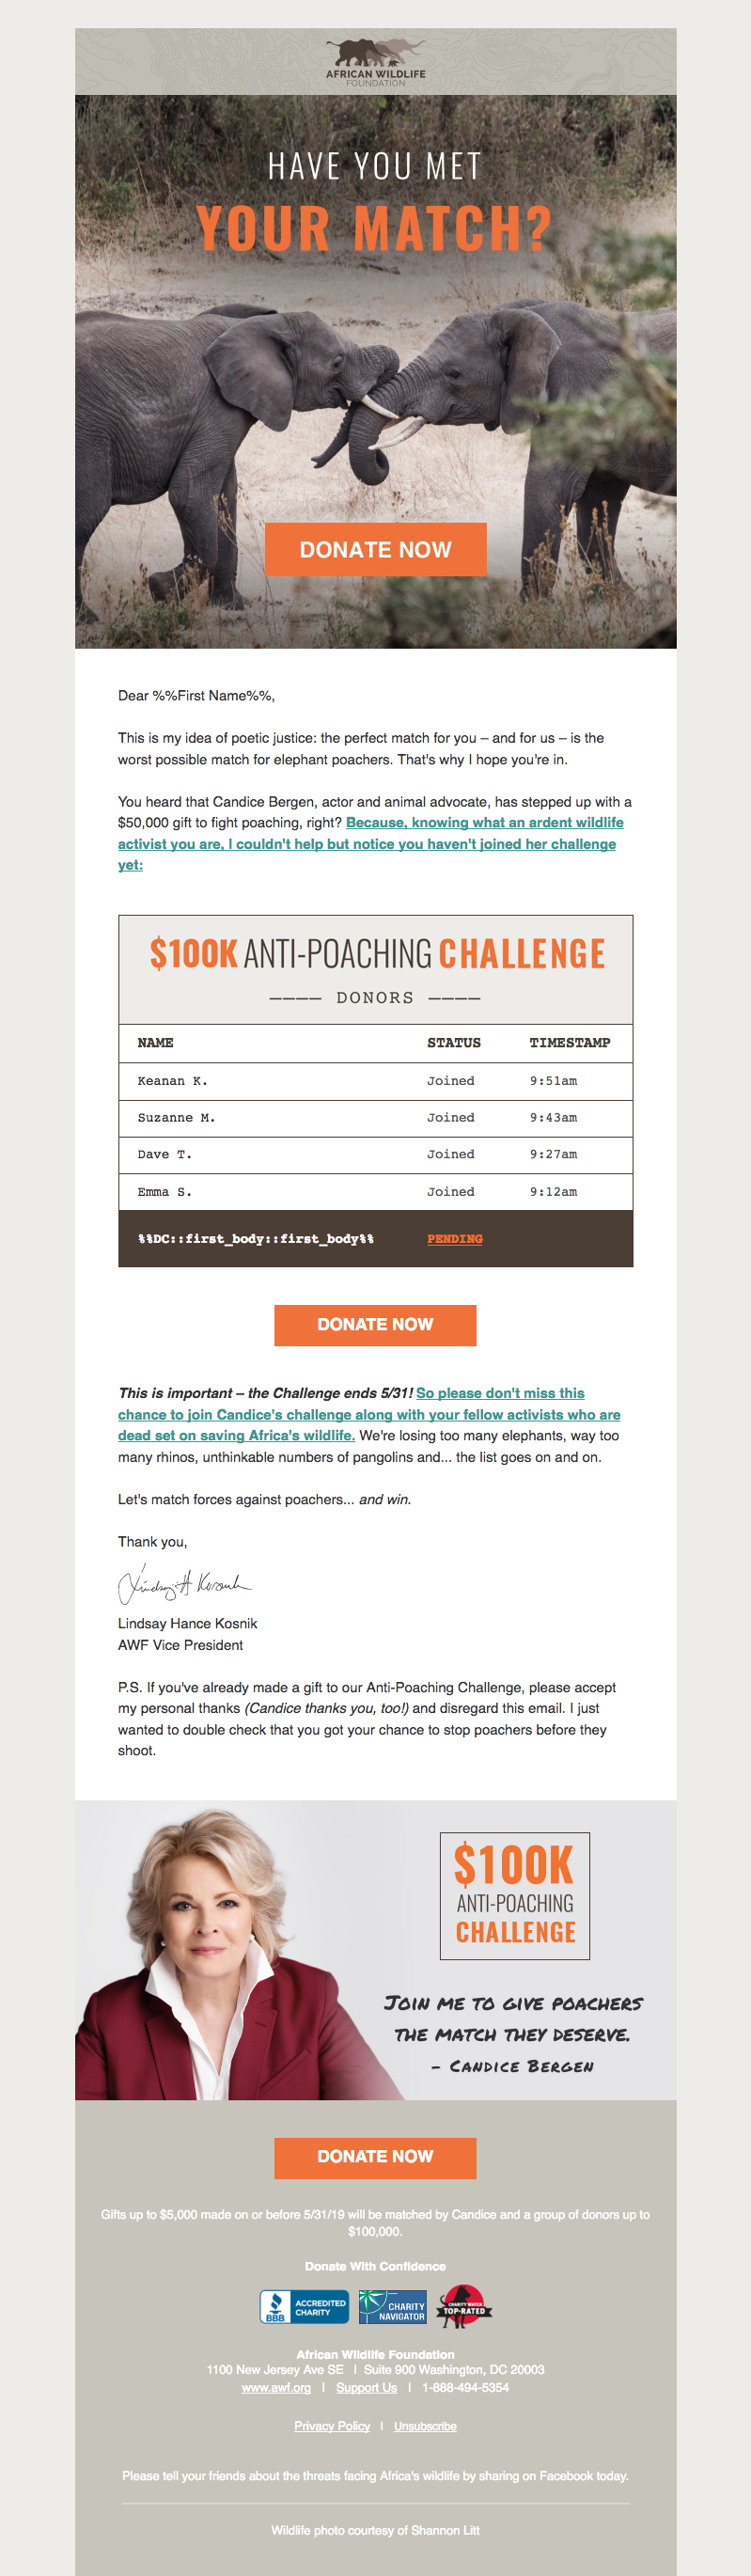 AFRICAN WILDLIFE
FOUNDATION
HAVE YOU MET
YOUR MATCH?
DONATE NOW
Dear %%First Name%%,
This is my idea of poetic justice: the perfect match for you – and for us – is the
worst possible match for elephant poachers. That's why I hope you're in.
You heard that Candice Bergen, actor and animal advocate, has stepped up with a
$50,000 gift to fight poaching, right? Because, knowing what an ardent wildlife
activist you are, I couldn't help but notice you haven't joined her challenge
yet:
$100K ANTI-POACHING CHALLENGE
———— DONORS ————
NAME STATUS TIMESTAMP
Keanan K. Joined 9:51am
Suzanne M. Joined 9:43am
Dave T. Joined 9:27am
Emma S. Joined 9:12am
%%DC::first_body::first_body%% PENDING
DONATE NOW
This is important – the Challenge ends 5/31! So please don't miss this
chance to join Candice's challenge along with your fellow activists who are
dead set on saving Africa's wildlife. We're losing too many elephants, way too
many rhinos, unthinkable numbers of pangolins and... the list goes on and on.
Let's match forces against poachers... and win.
Thank you,
Lindsay H Kosnik
Lindsay Hance Kosnik
AWF Vice President
P.S. If you've already made a gift to our Anti-Poaching Challenge, please accept
my personal thanks (Candice thanks you, too!) and disregard this email. I just
wanted to double check that you got your chance to stop poachers before they
shoot.
$100K
ANTI-POACHING
CHALLENGE
JOIN ME TO GIVE POACHERS
THE MATCH THEY DESERVE.
– CANDICE BERGEN
DONATE NOW
Gifts up to $5,000 made on or before 5/31/19 will be matched by Candice and a group of donors up to
$100,000.
Donate With Confidence
BBB ACCREDITED CHARITY
CHARITY NAVIGATOR
CHARITY WATCH TOP-RATED
African Wildlife Foundation
1100 New Jersey Ave SE | Suite 900 Washington, DC 20003
www.awf.org | Support Us | 1-888-494-5354
Privacy Policy | Unsubscribe
Please tell your friends about the threats facing Africa's wildlife by sharing on Facebook today.
Wildlife photo courtesy of Shannon Litt